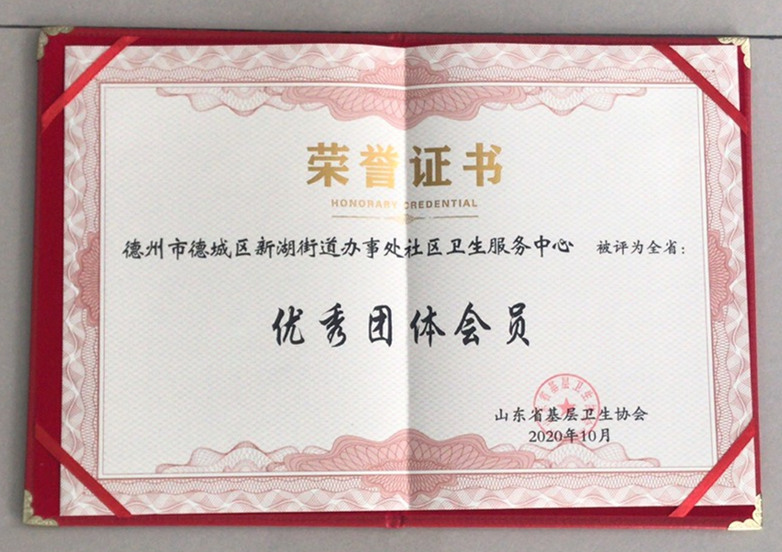 荣誉证书
HONORARY CREDENTIAL
德州市德城区新湖街道办事处社区卫生服务中心 被评为全省：
优秀团体会员
山东省基层卫生协会
2020年10月